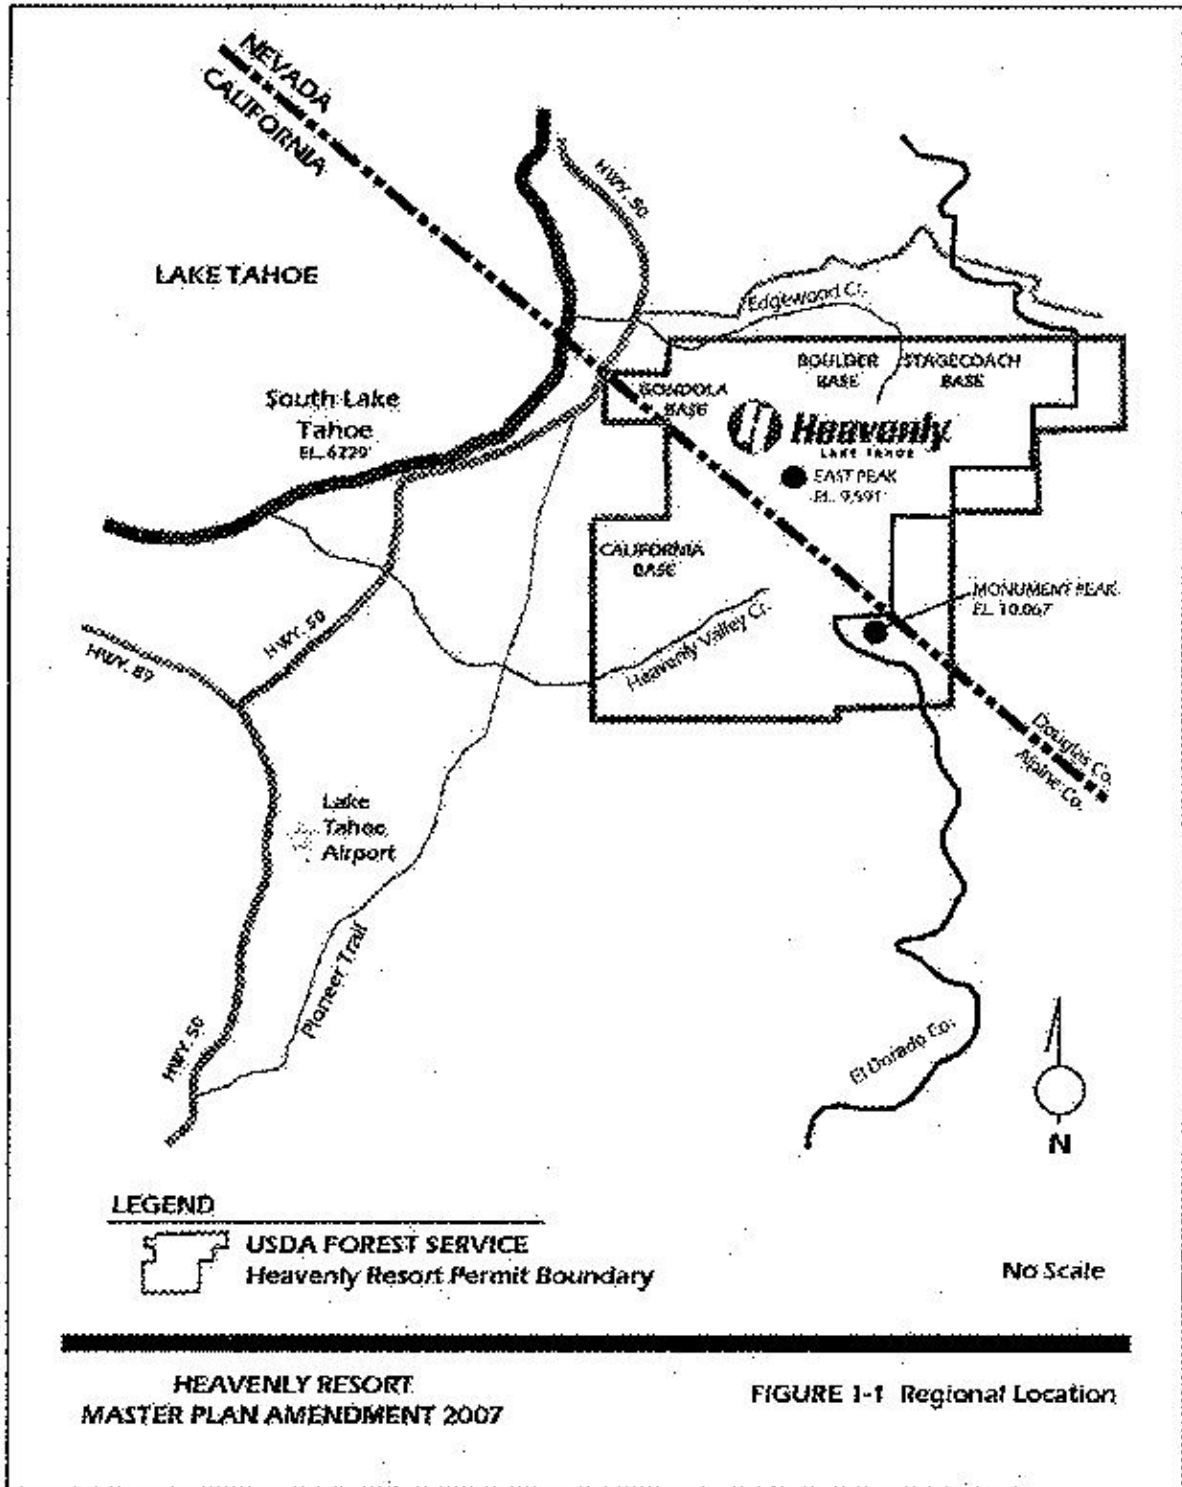 NEVADA
CALIFORNIA
HWY. 50
LAKE TAHOE
Edgewood Cr.
BOULDER
BASE
STAGECOACH
BASE
GONDOLA
BASE
South Lake
Tahoe
EL. 6229'
Heavenly
LAKE TAHOE
EAST PEAK
EL. 9,591'
CALIFORNIA
BASE
MONUMENT PEAK
EL. 10,067
HWY. 50
HWY. 89
Heavenly Valley Cr.
Douglas Co.
Alpine Co.
Lake
Tahoe
Airport
Pioneer Trail
HWY. 50
El Dorado Co.
N
LEGEND
USDA FOREST SERVICE
Heavenly Resort Permit Boundary
No Scale
HEAVENLY RESORT
MASTER PLAN AMENDMENT 2007
FIGURE 1-1 Regional Location